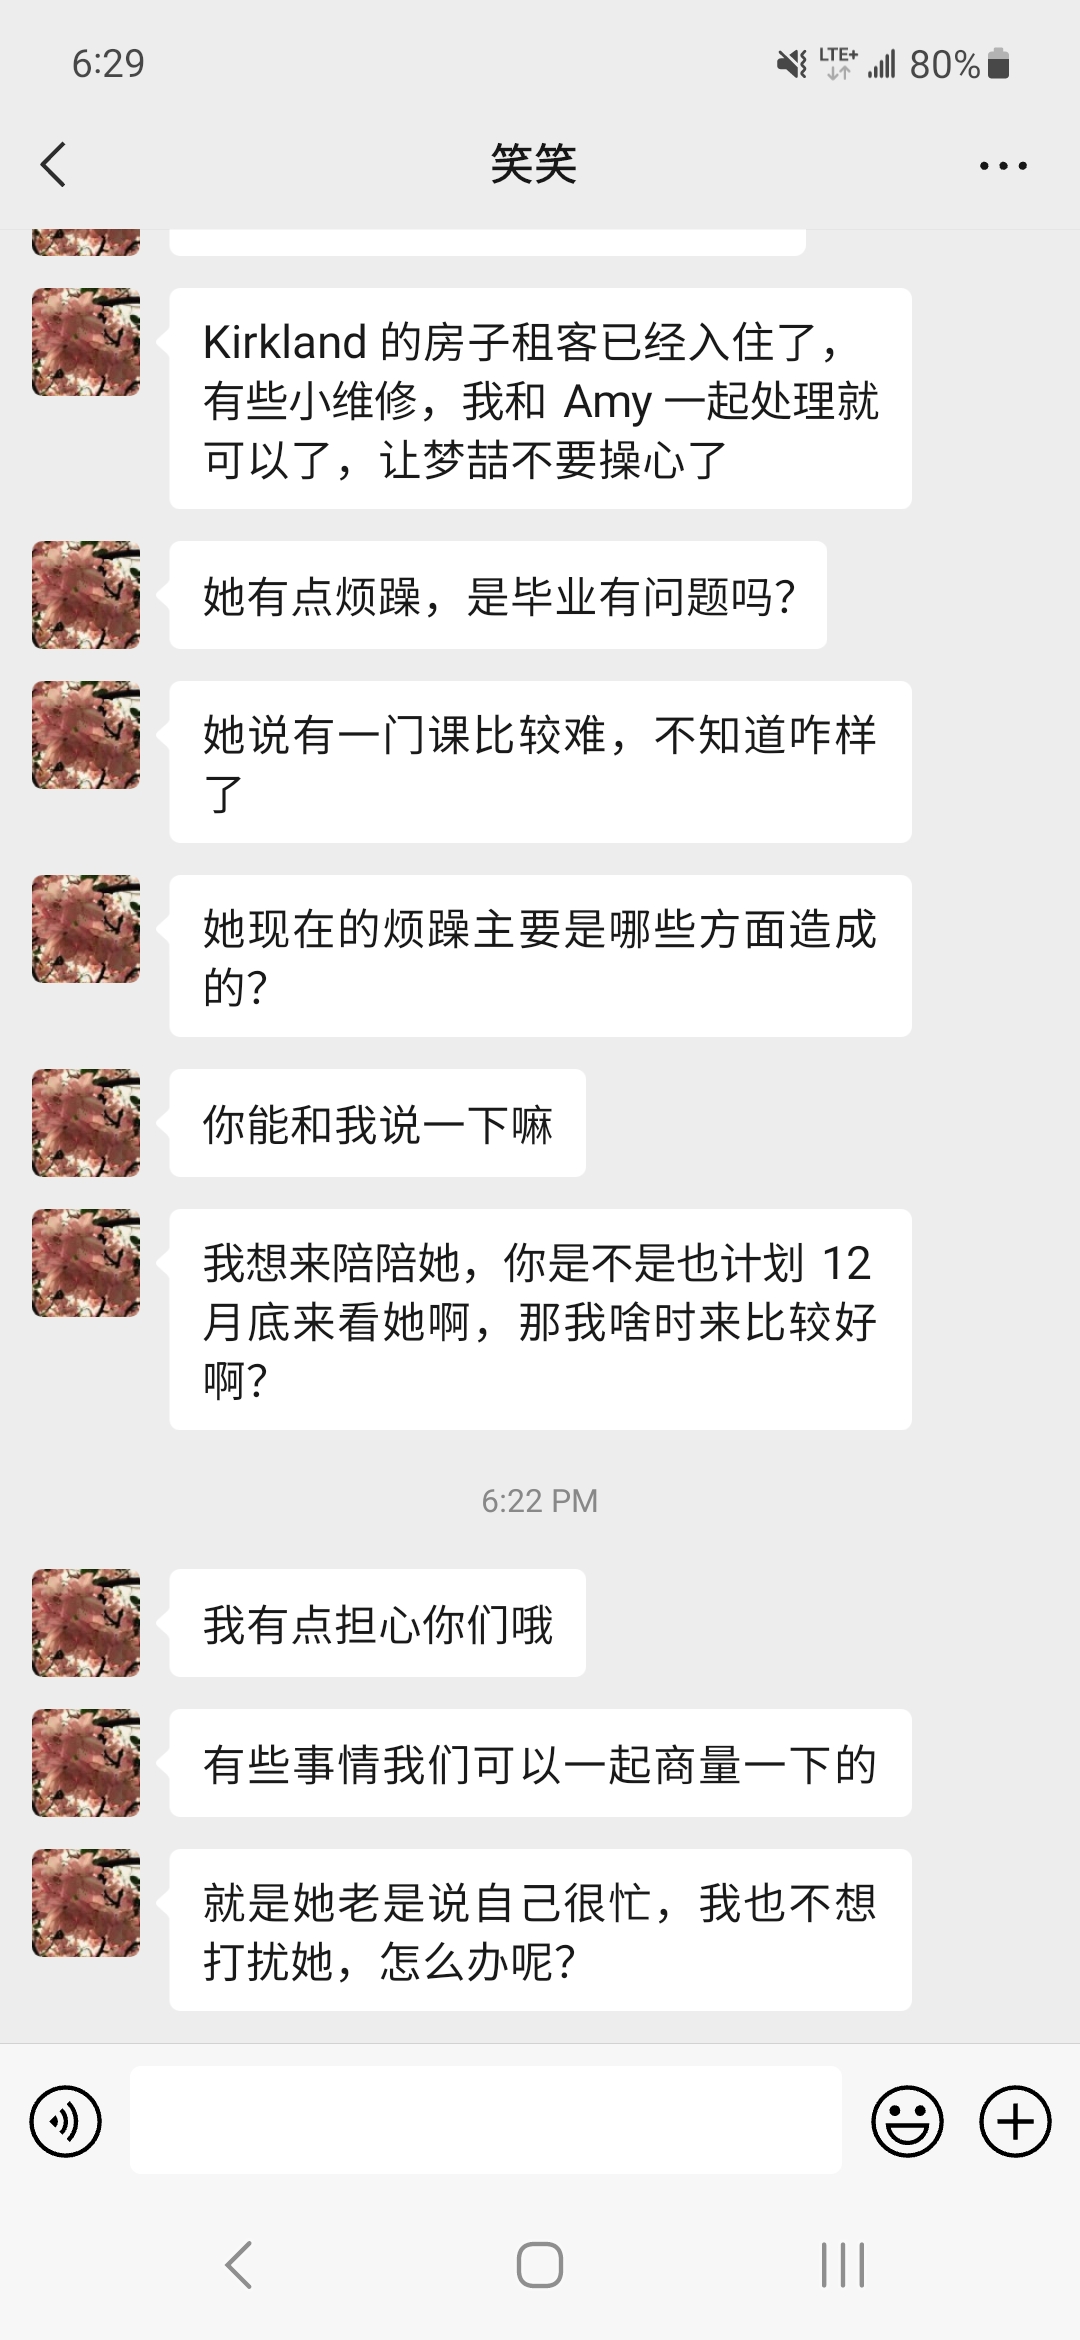 6:29
LTE+
80%
笑笑
Kirkland 的房子租客已经入住了，
有些小维修，我和 Amy 一起处理就
可以了，让梦喆不要操心了
她有点烦躁，是毕业有问题吗？
她说有一门课比较难，不知道咋样
了
她现在的烦躁主要是哪些方面造成
的？
你能和我说一下嘛
我想来陪陪她，你是不是也计划 12
月底来看她啊，那我啥时来比较好
啊？
6:22 PM
我有点担心你们哦
有些事情我们可以一起商量一下的
就是她老是说自己很忙，我也不想
打扰她，怎么办呢？